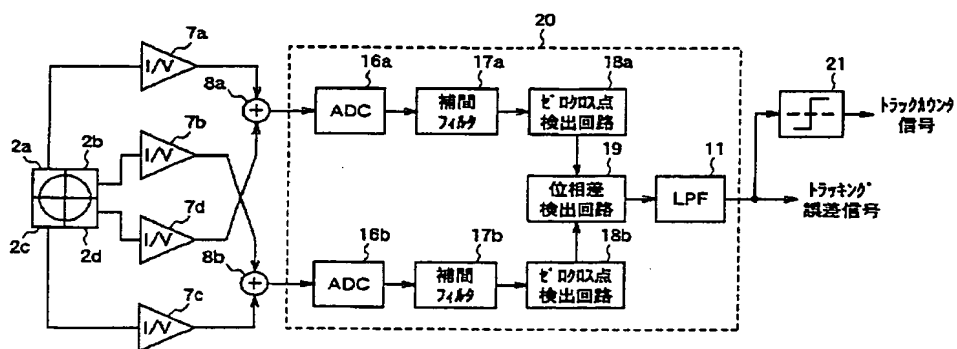 20
7a
I/V
8a
16a
ADC
17a
補間
フィルタ
18a
ｾﾞﾛｸﾛｽ点
検出回路
21
ﾄﾗｯｸｶｳﾝﾀ
信号
2a
2b
7b
I/V
19
位相差
検出回路
11
LPF
ﾄﾗｯｷﾝｸﾞ
誤差信号
2c
2d
7d
I/V
8b
16b
ADC
17b
補間
フィルタ
18b
ｾﾞﾛｸﾛｽ点
検出回路
7c
I/V